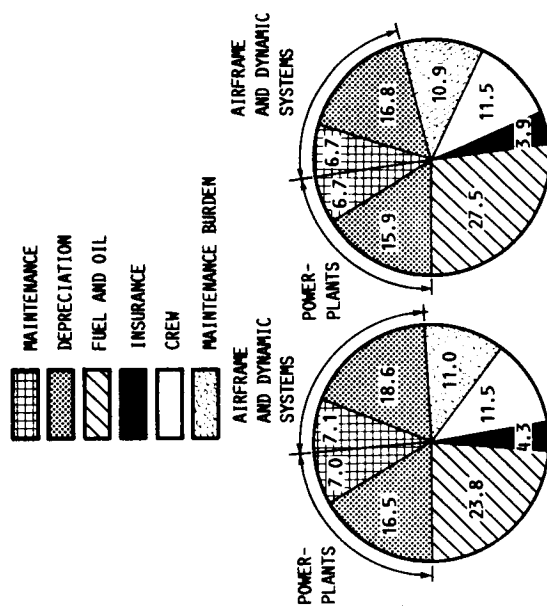 MAINTENANCE
DEPRECIATION
FUEL AND OIL
INSURANCE
CREW
MAINTENANCE BURDEN
AIRFRAME
AND DYNAMIC
SYSTEMS
POWER-
PLANTS
7.0
7.1
18.6
11.0
11.5
4.3
23.8
16.5
AIRFRAME
AND DYNAMIC
SYSTEMS
POWER-
PLANTS
6.7
6.7
16.8
10.9
11.5
3.9
27.5
15.9